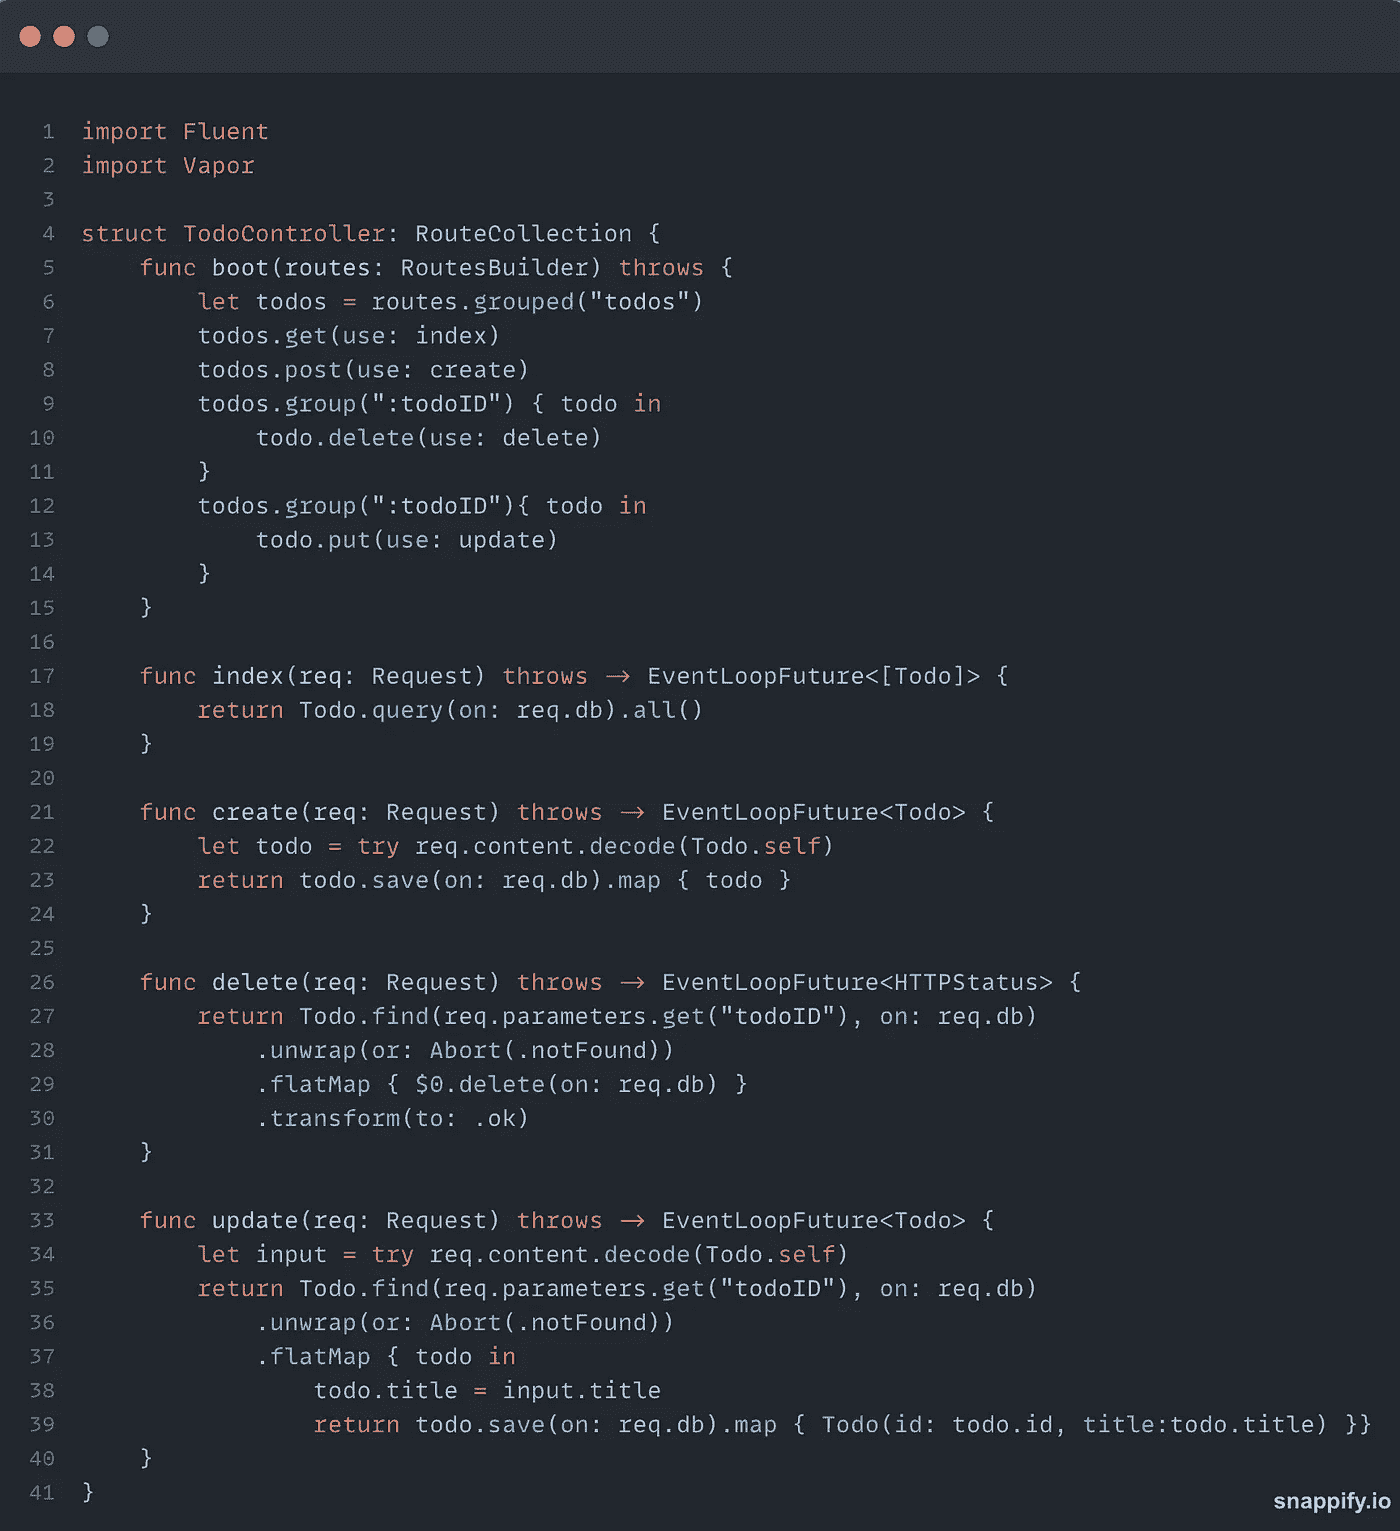 1 import Fluent
2 import Vapor
3
4 struct TodoController: RouteCollection {
5     func boot(routes: RoutesBuilder) throws {
6         let todos = routes.grouped("todos")
7         todos.get(use: index)
8         todos.post(use: create)
9         todos.group(":todoID") { todo in
10             todo.delete(use: delete)
11         }
12         todos.group(":todoID"){ todo in
13             todo.put(use: update)
14         }
15     }
16
17     func index(req: Request) throws -> EventLoopFuture<[Todo]> {
18         return Todo.query(on: req.db).all()
19     }
20
21     func create(req: Request) throws -> EventLoopFuture<Todo> {
22         let todo = try req.content.decode(Todo.self)
23         return todo.save(on: req.db).map { todo }
24     }
25
26     func delete(req: Request) throws -> EventLoopFuture<HTTPStatus> {
27         return Todo.find(req.parameters.get("todoID"), on: req.db)
28             .unwrap(or: Abort(.notFound))
29             .flatMap { $0.delete(on: req.db) }
30             .transform(to: .ok)
31     }
32
33     func update(req: Request) throws -> EventLoopFuture<Todo> {
34         let input = try req.content.decode(Todo.self)
35         return Todo.find(req.parameters.get("todoID"), on: req.db)
36             .unwrap(or: Abort(.notFound))
37             .flatMap { todo in
38                 todo.title = input.title
39                 return todo.save(on: req.db).map { Todo(id: todo.id, title:todo.title) }}
40     }
41 }
snappify.io